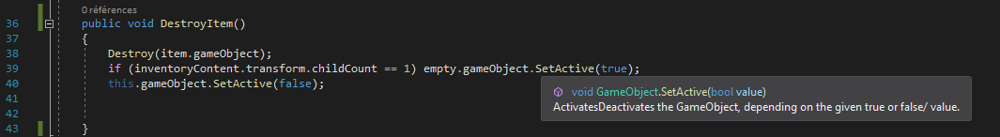 0 références
36 public void DestroyItem()
37 {
38 Destroy(item.gameObject);
39 if (inventoryContent.transform.childCount == 1) empty.gameObject.SetActive(true);
40 this.gameObject.SetActive(false);
void GameObject.SetActive(bool value)
41
ActivatesDeactivates the GameObject, depending on the given true or false/ value.
42
43 }